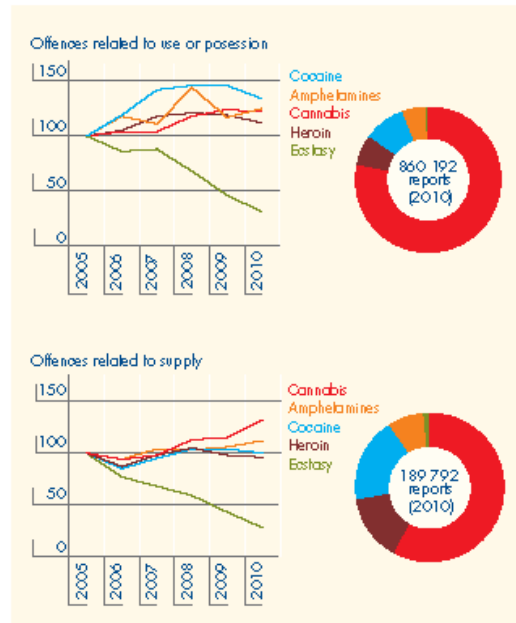 Offences related to use or posession
150
100
50
0
2005
2006
2007
2008
2009
2010
Cocaine
Amphetamines
Cannabis
Heroin
Ecstasy
860 192
reports
(2010)
Offences related to supply
150
100
50
0
2005
2006
2007
2008
2009
2010
Cannabis
Amphetamines
Cocaine
Heroin
Ecstasy
189 792
reports
(2010)